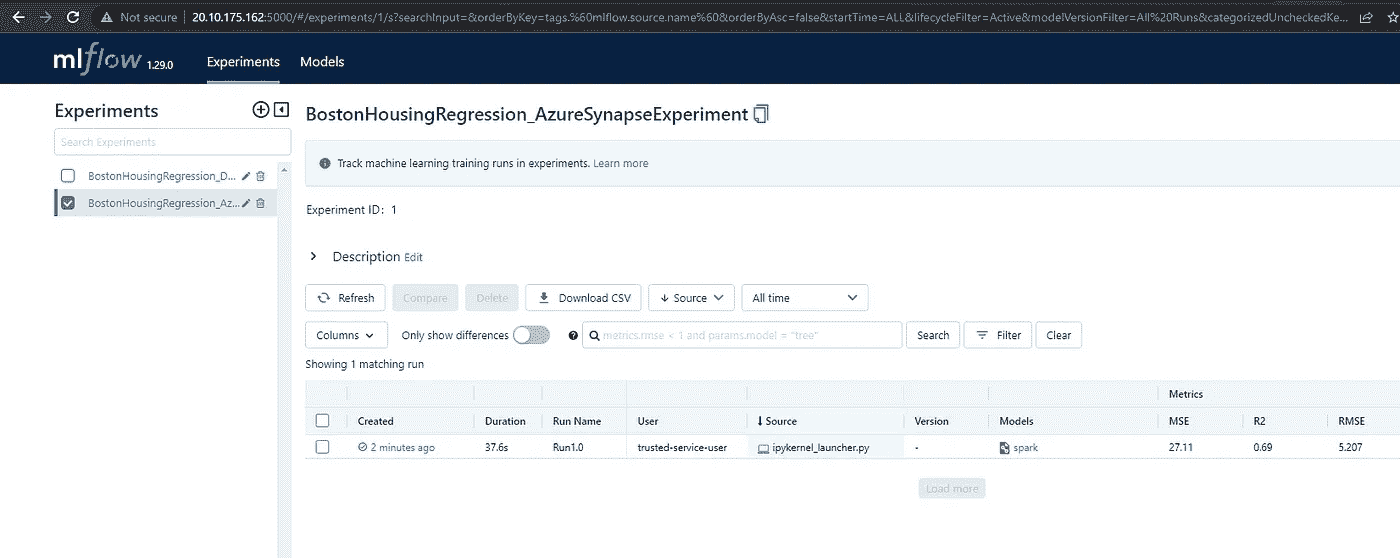 Not secure | 20.10.175.162:5000/#/experiments/1/s?searchInput=&orderByKey=tags.%60mlflow.source.name%60&orderByAsc=false&startTime=ALL&lifecycleFilter=Active&modelVersionFilter=All%20Runs&categorizedUncheckedKe...
mlflow 1.29.0 Experiments Models
Experiments
BostonHousingRegression_AzureSynapseExperiment
Search Experiments
Track machine learning training runs in experiments. Learn more
BostonHousingRegression_D...
BostonHousingRegression_Az...
Experiment ID: 1
Description Edit
Refresh Compare Delete Download CSV Source All time
Columns Only show differences metrics.rmse < 1 and params.model = "tree" Search Filter Clear
Showing 1 matching run
Metrics
Created Duration Run Name User Source Version Models MSE R2 RMSE
2 minutes ago 37.6s Run1.0 trusted-service-user ipykernel_launcher.py - spark 27.11 0.69 5.207
Load more